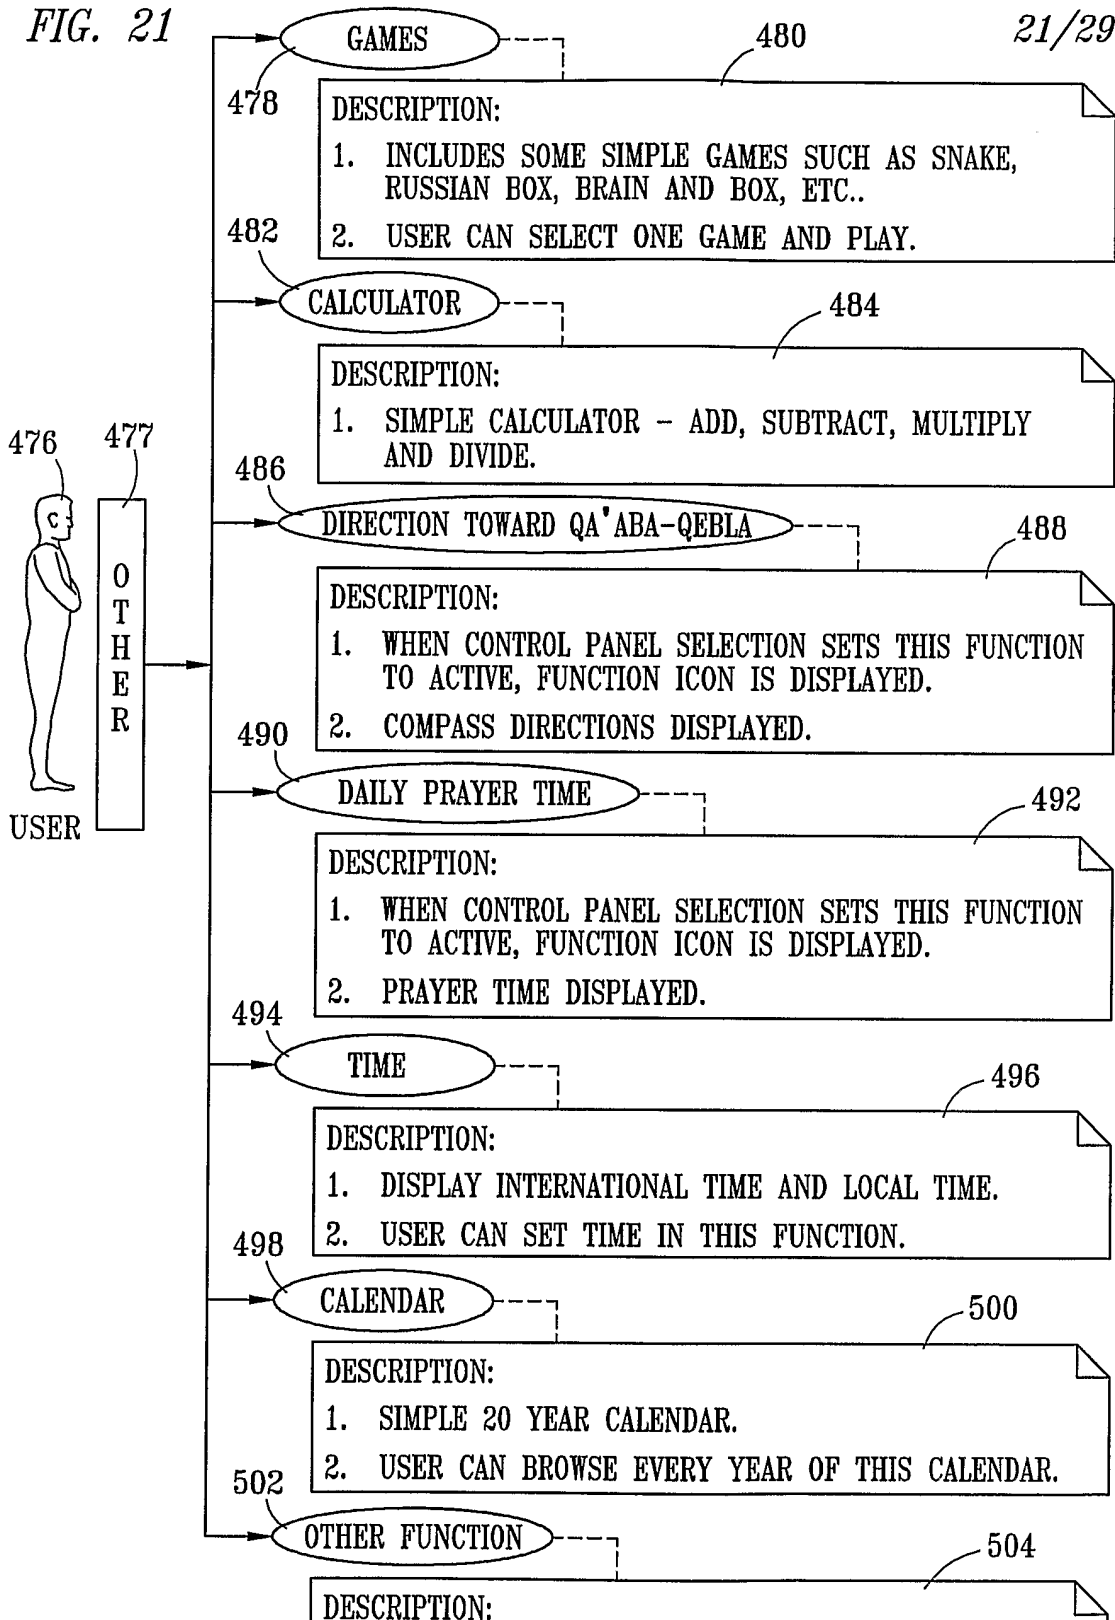 FIG. 21
21/29
GAMES
478
480
DESCRIPTION:
1. INCLUDES SOME SIMPLE GAMES SUCH AS SNAKE,
RUSSIAN BOX, BRAIN AND BOX, ETC..
2. USER CAN SELECT ONE GAME AND PLAY.
482
CALCULATOR
484
DESCRIPTION:
1. SIMPLE CALCULATOR – ADD, SUBTRACT, MULTIPLY
AND DIVIDE.
476
477
USER
OTHER
486
DIRECTION TOWARD QA'ABA-QEBLA
488
DESCRIPTION:
1. WHEN CONTROL PANEL SELECTION SETS THIS FUNCTION
TO ACTIVE, FUNCTION ICON IS DISPLAYED.
2. COMPASS DIRECTIONS DISPLAYED.
490
DAILY PRAYER TIME
492
DESCRIPTION:
1. WHEN CONTROL PANEL SELECTION SETS THIS FUNCTION
TO ACTIVE, FUNCTION ICON IS DISPLAYED.
2. PRAYER TIME DISPLAYED.
494
TIME
496
DESCRIPTION:
1. DISPLAY INTERNATIONAL TIME AND LOCAL TIME.
2. USER CAN SET TIME IN THIS FUNCTION.
498
CALENDAR
500
DESCRIPTION:
1. SIMPLE 20 YEAR CALENDAR.
2. USER CAN BROWSE EVERY YEAR OF THIS CALENDAR.
502
OTHER FUNCTION
504
DESCRIPTION: